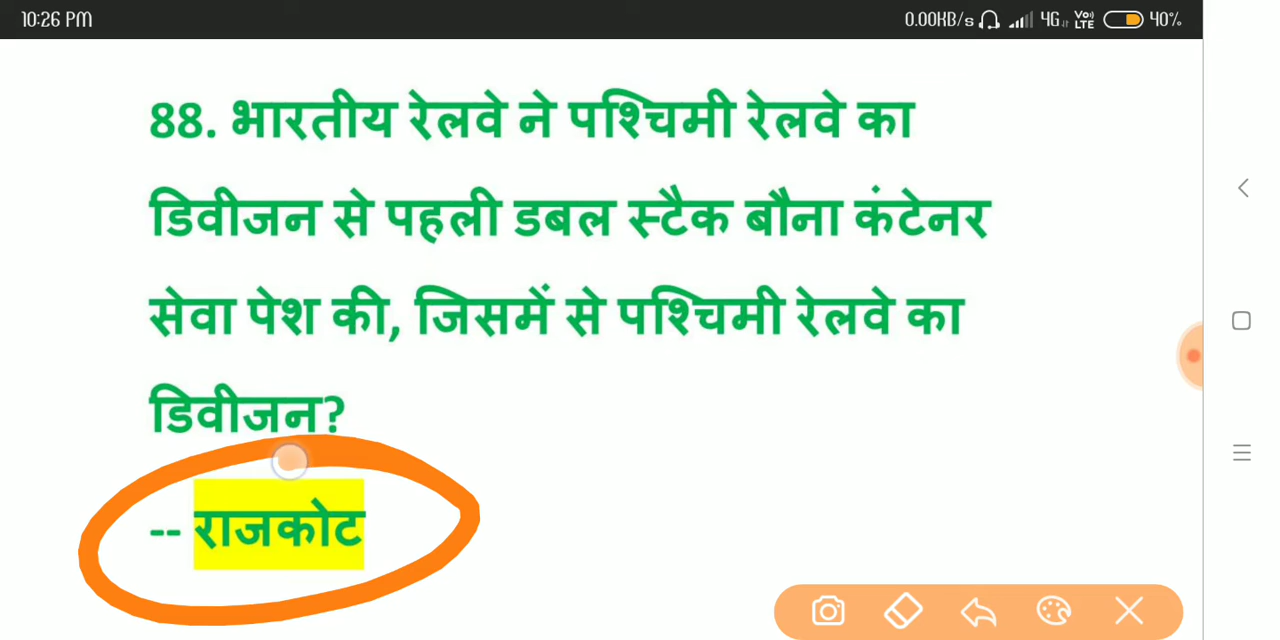 10:26 PM 0.00KB/s 4G Vo) LTE 40%
88. भारतीय रेलवे ने पश्चिमी रेलवे का
डिवीजन से पहली डबल स्टैक बौना कंटेनर
सेवा पेश की, जिसमें से पश्चिमी रेलवे का
डिवीजन?
-- राजकोट